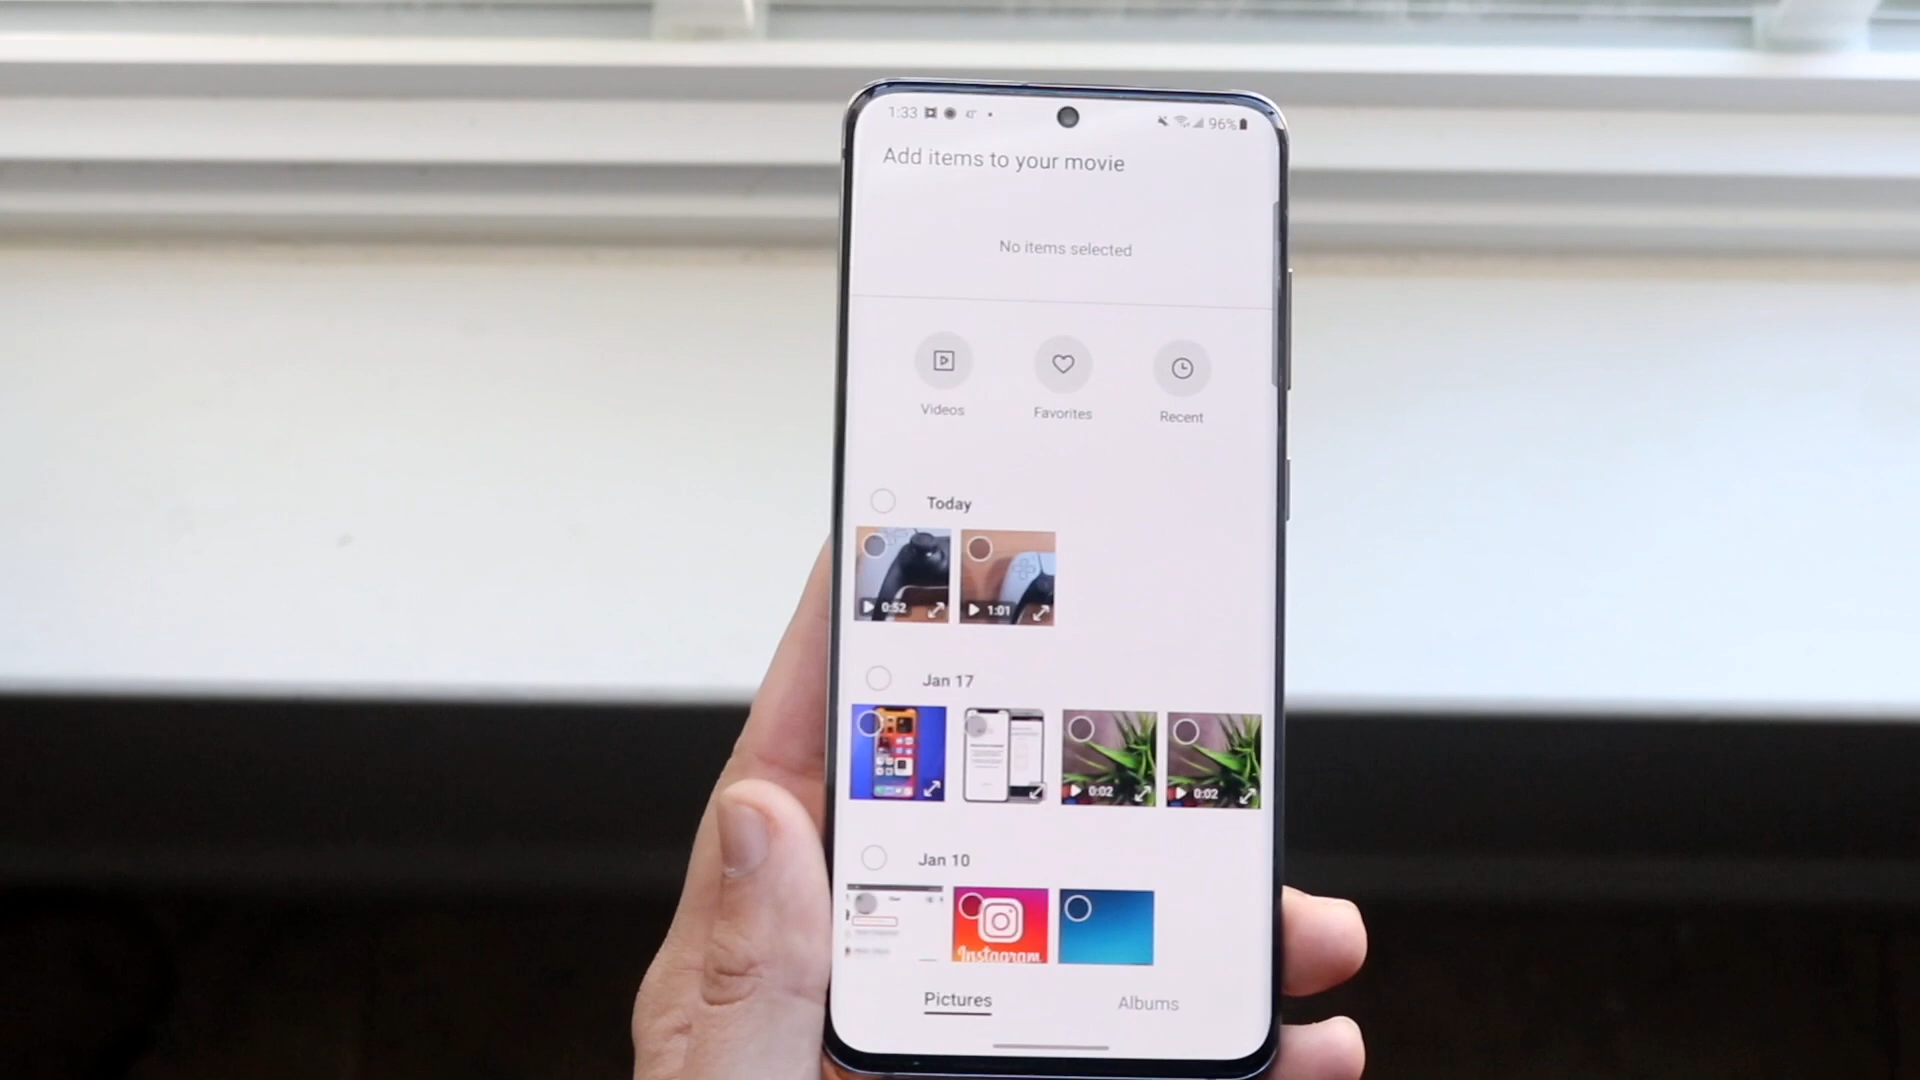 1:33 43° 96%
Add items to your movie
No items selected
Videos Favorites Recent
Today
0:52 1:01
Jan 17
0:02 0:02
Jan 10
Instagram
Pictures Albums